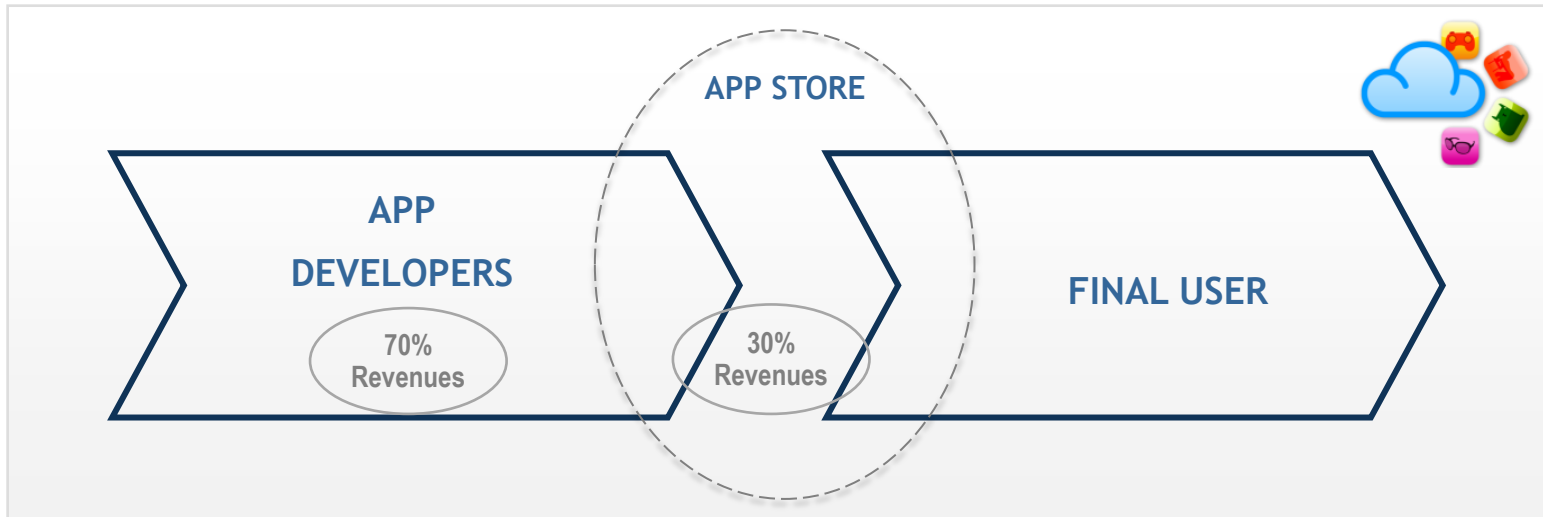 APP STORE
APP
DEVELOPERS
70%
Revenues
30%
Revenues
FINAL USER